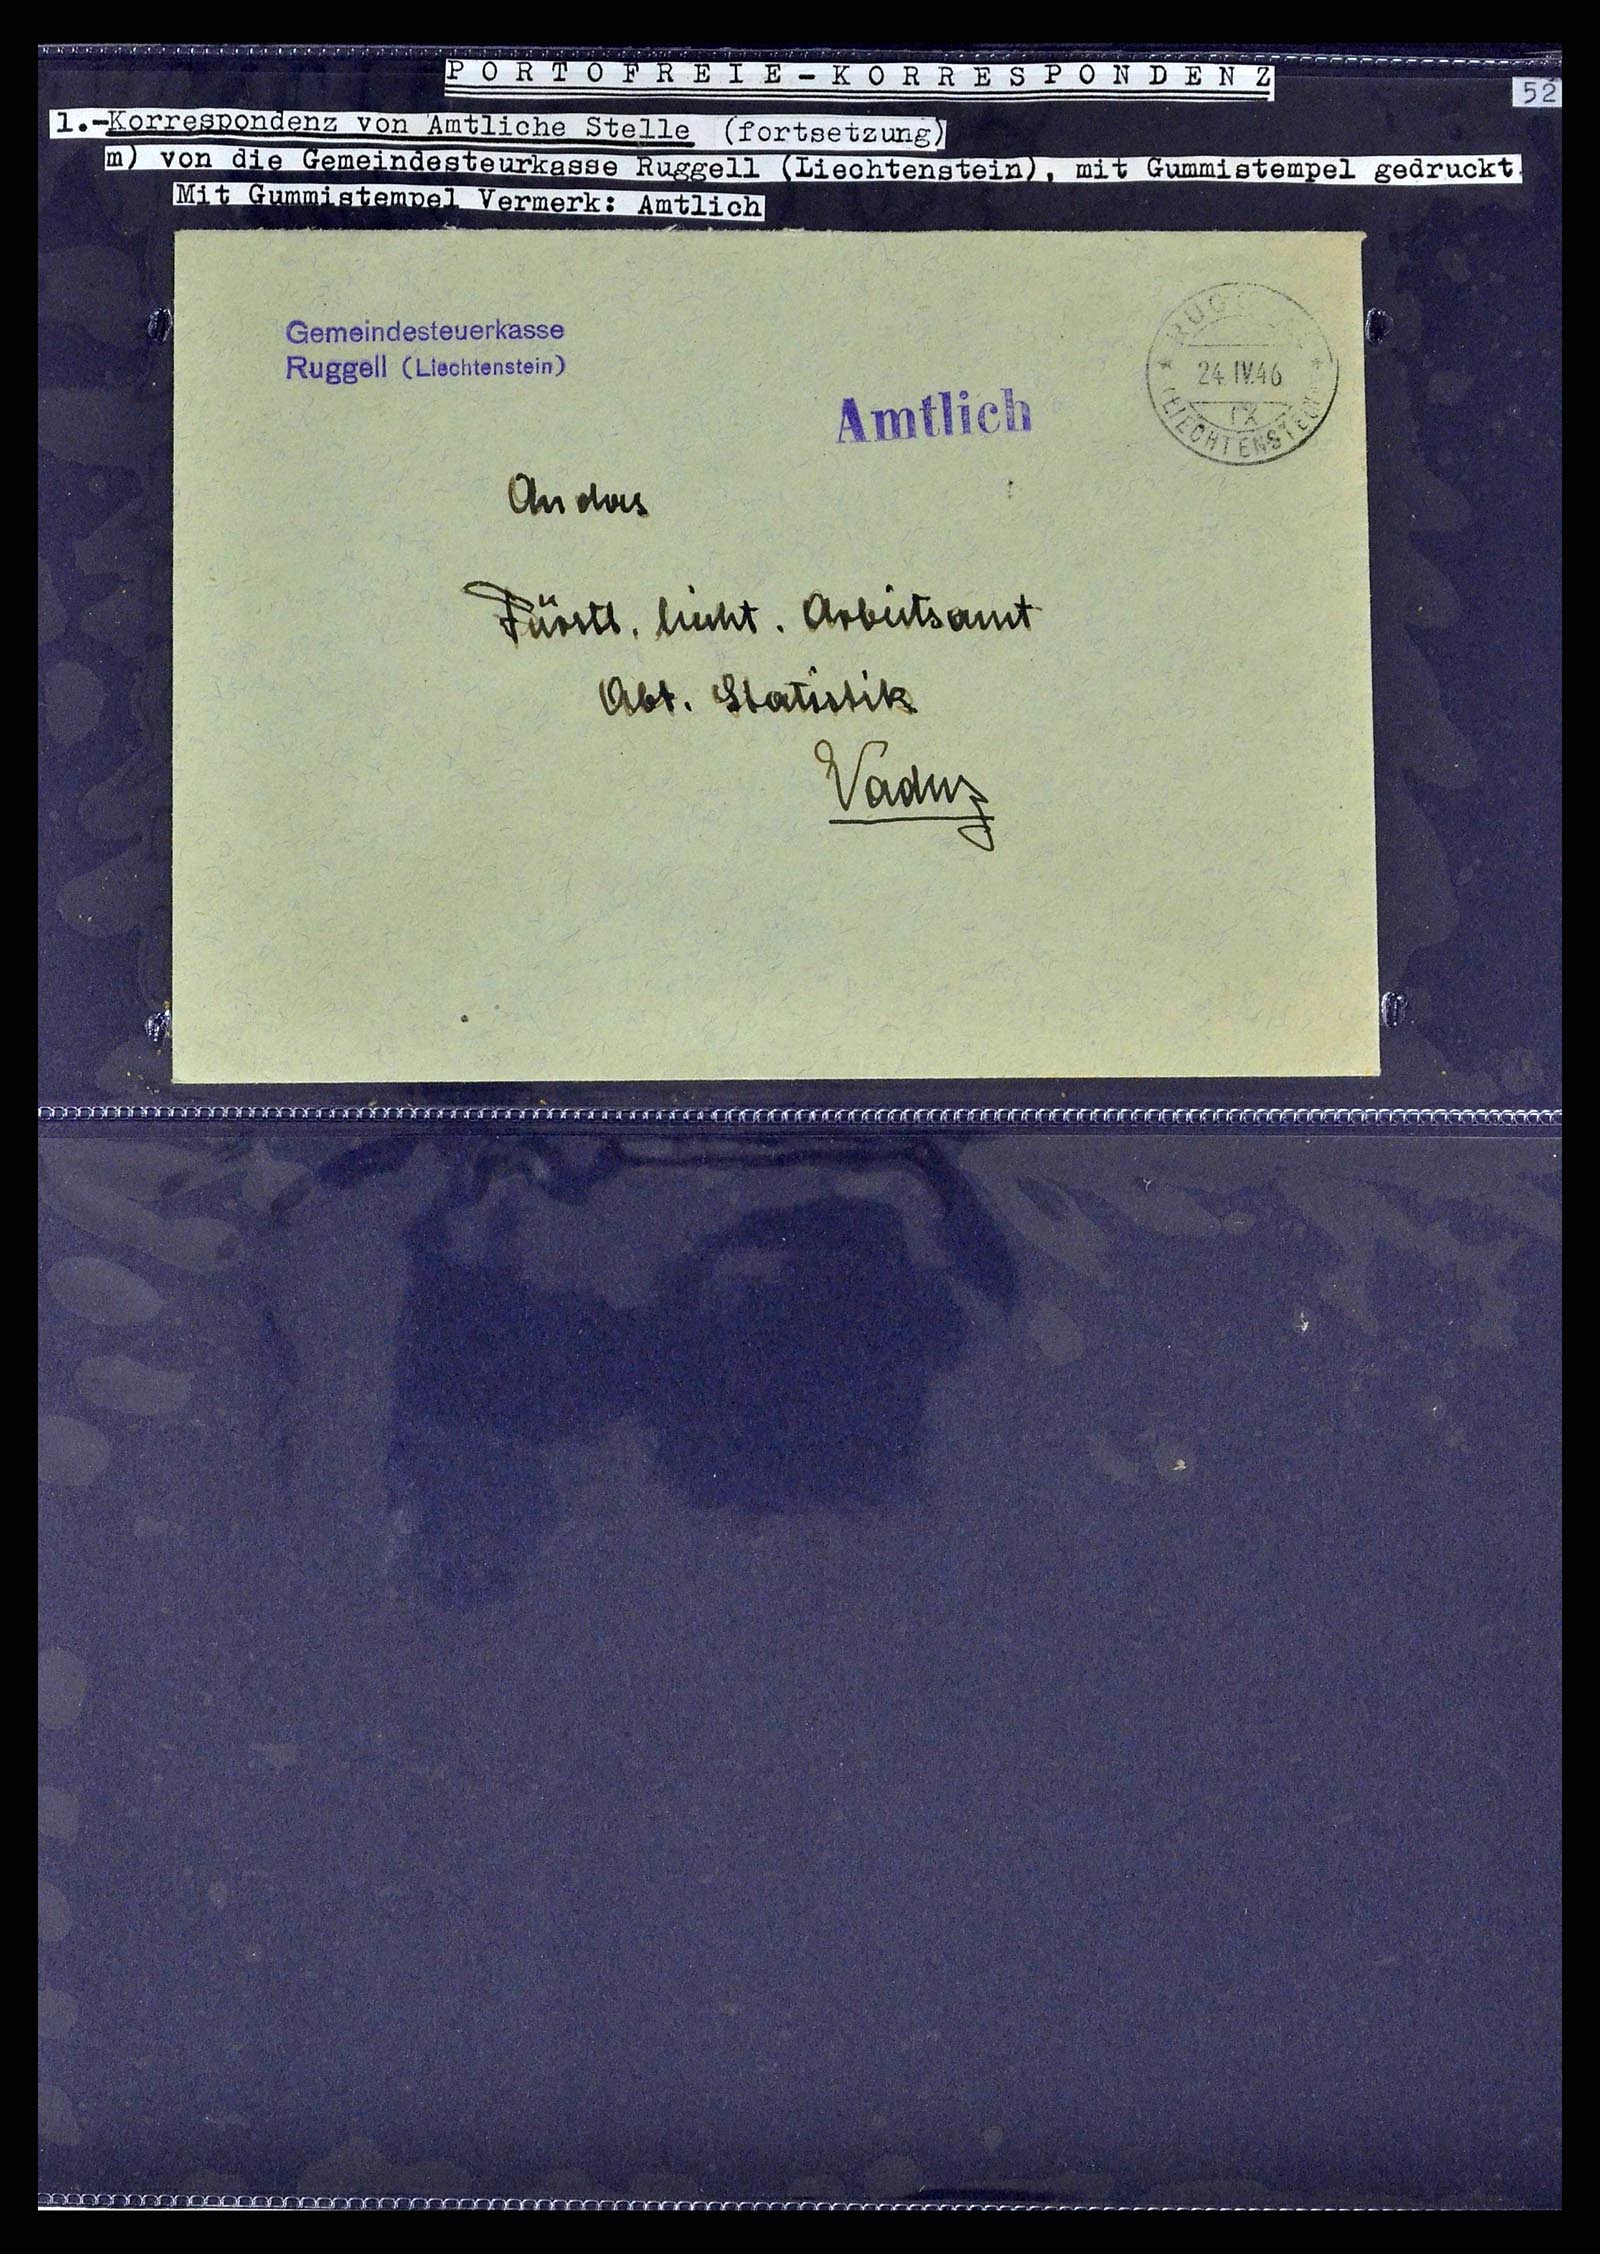 PORTOFREIE-KORRESPONDENZ
52
1.-Korrespondenz von Amtliche Stelle (fortsetzung)
m) von die Gemeindesteurkasse Ruggell (Liechtenstein), mit Gummistempel gedruckt.
Mit Gummistempel Vermerk: Amtlich
Gemeindesteuerkasse
Ruggell (Liechtenstein)
24.IV.46
Amtlich
An das
Fürstl. liecht. Arbeitsamt
Abt. Statistik
Vaduz